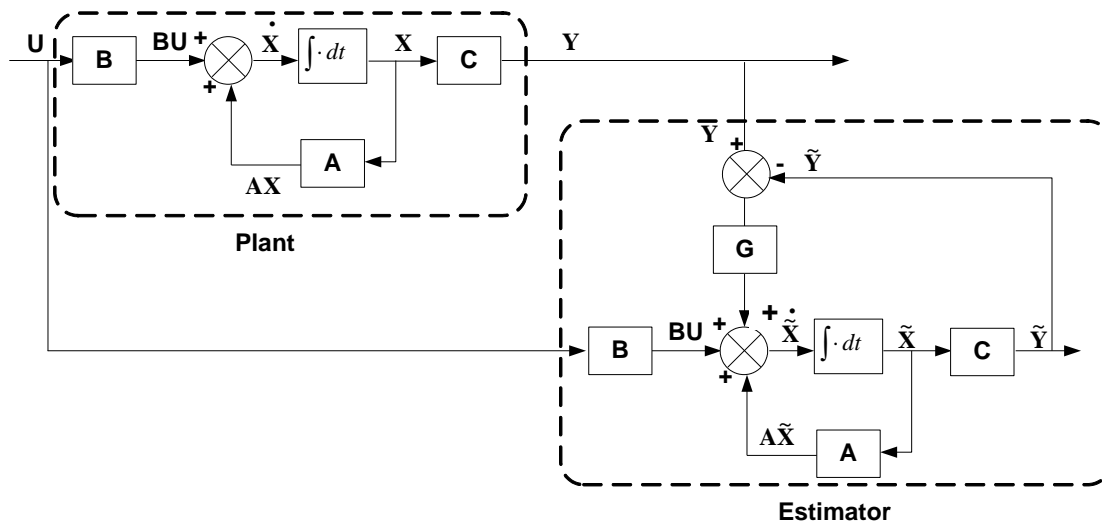 U
B
BU
+
+
Ẋ
∫· dt
X
C
Y
A
AX
Plant
Y
+
-
Ỹ
G
B
BU
+
+
+
X̃̇
∫· dt
X̃
C
Ỹ
A
AX̃
Estimator